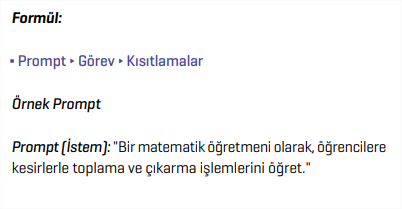 Formül:
• Prompt ‣ Görev ‣ Kısıtlamalar
Örnek Prompt
Prompt (İstem): "Bir matematik öğretmeni olarak, öğrencilere
kesirlerle toplama ve çıkarma işlemlerini öğret."